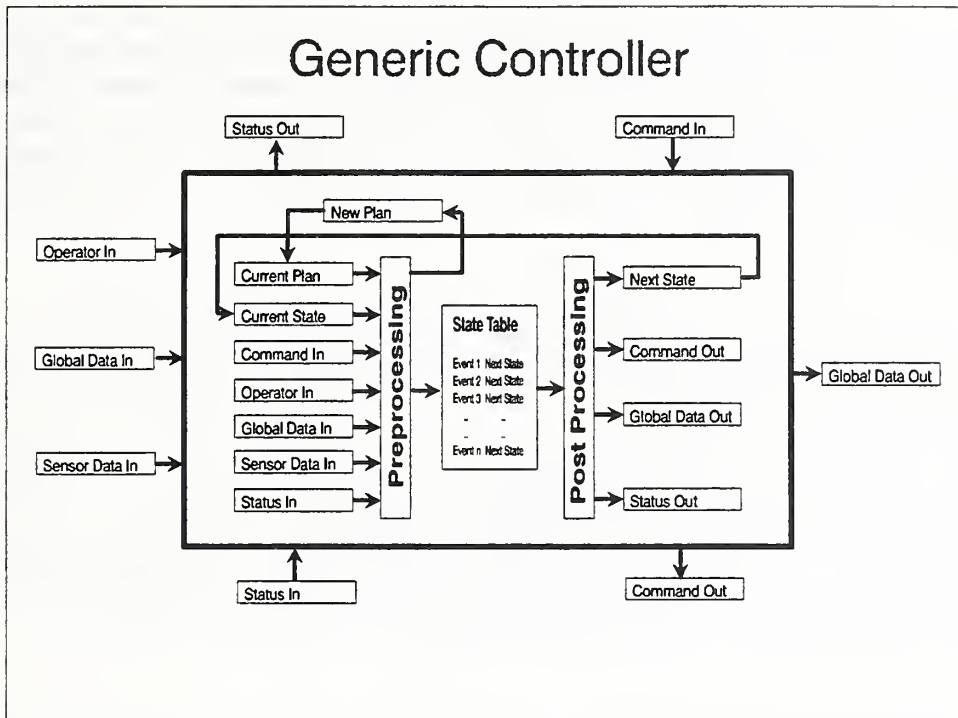 Generic Controller
Status Out
Command In
New Plan
Operator In
Current Plan
Next State
Current State
Preprocessing
State Table
Post Processing
Command In
Event 1 Next State
Command Out
Global Data In
Event 2 Next State
Global Data Out
Operator In
Event 3 Next State
Global Data In
- -
Global Data Out
- -
Event n Next State
Sensor Data In
Sensor Data In
Status In
Status Out
Status In
Command Out